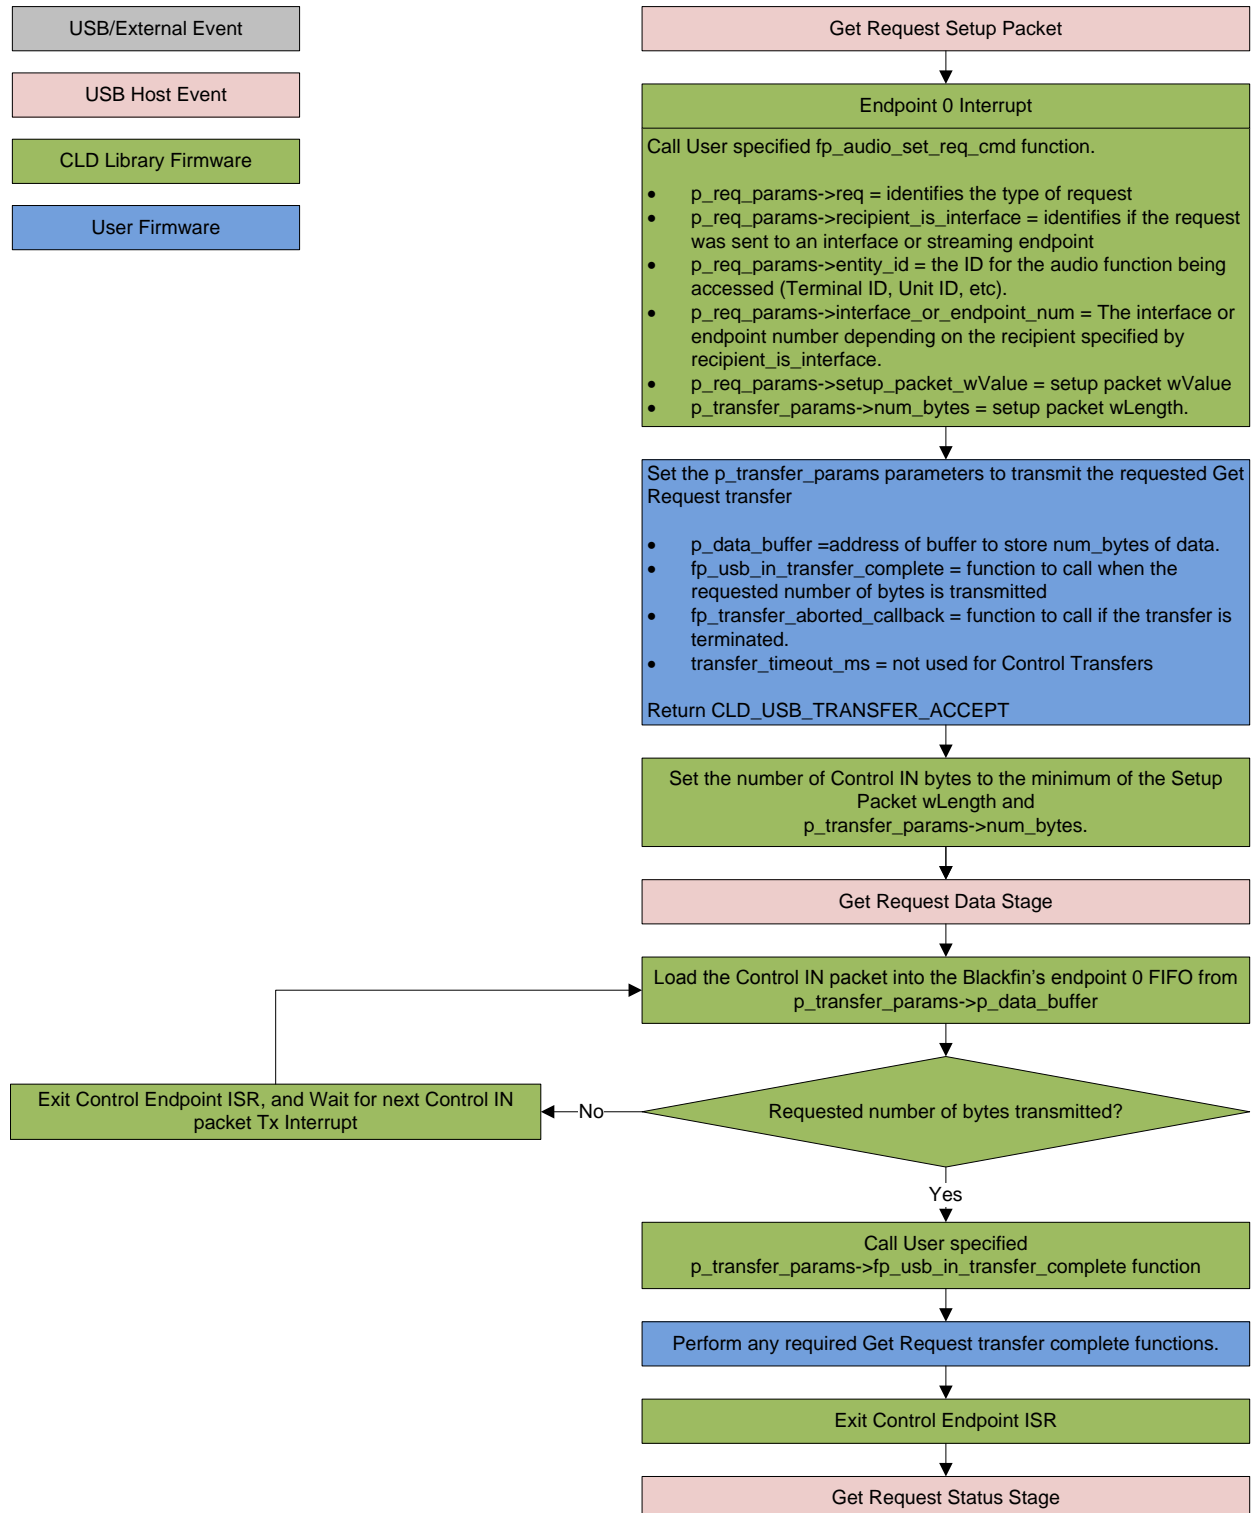 USB/External Event
USB Host Event
CLD Library Firmware
User Firmware
Get Request Setup Packet
Endpoint 0 Interrupt
Call User specified fp_audio_set_req_cmd function.
• p_req_params->req = identifies the type of request
• p_req_params->recipient_is_interface = identifies if the request
was sent to an interface or streaming endpoint
• p_req_params->entity_id = the ID for the audio function being
accessed (Terminal ID, Unit ID, etc).
• p_req_params->interface_or_endpoint_num = The interface or
endpoint number depending on the recipient specified by
recipient_is_interface.
• p_req_params->setup_packet_wValue = setup packet wValue
• p_transfer_params->num_bytes = setup packet wLength.
Set the p_transfer_params parameters to transmit the requested Get
Request transfer
• p_data_buffer =address of buffer to store num_bytes of data.
• fp_usb_in_transfer_complete = function to call when the
requested number of bytes is transmitted
• fp_transfer_aborted_callback = function to call if the transfer is
terminated.
• transfer_timeout_ms = not used for Control Transfers
Return CLD_USB_TRANSFER_ACCEPT
Set the number of Control IN bytes to the minimum of the Setup
Packet wLength and
p_transfer_params->num_bytes.
Get Request Data Stage
Load the Control IN packet into the Blackfin’s endpoint 0 FIFO from
p_transfer_params->p_data_buffer
Exit Control Endpoint ISR, and Wait for next Control IN
packet Tx Interrupt
No
Requested number of bytes transmitted?
Yes
Call User specified
p_transfer_params->fp_usb_in_transfer_complete function
Perform any required Get Request transfer complete functions.
Exit Control Endpoint ISR
Get Request Status Stage